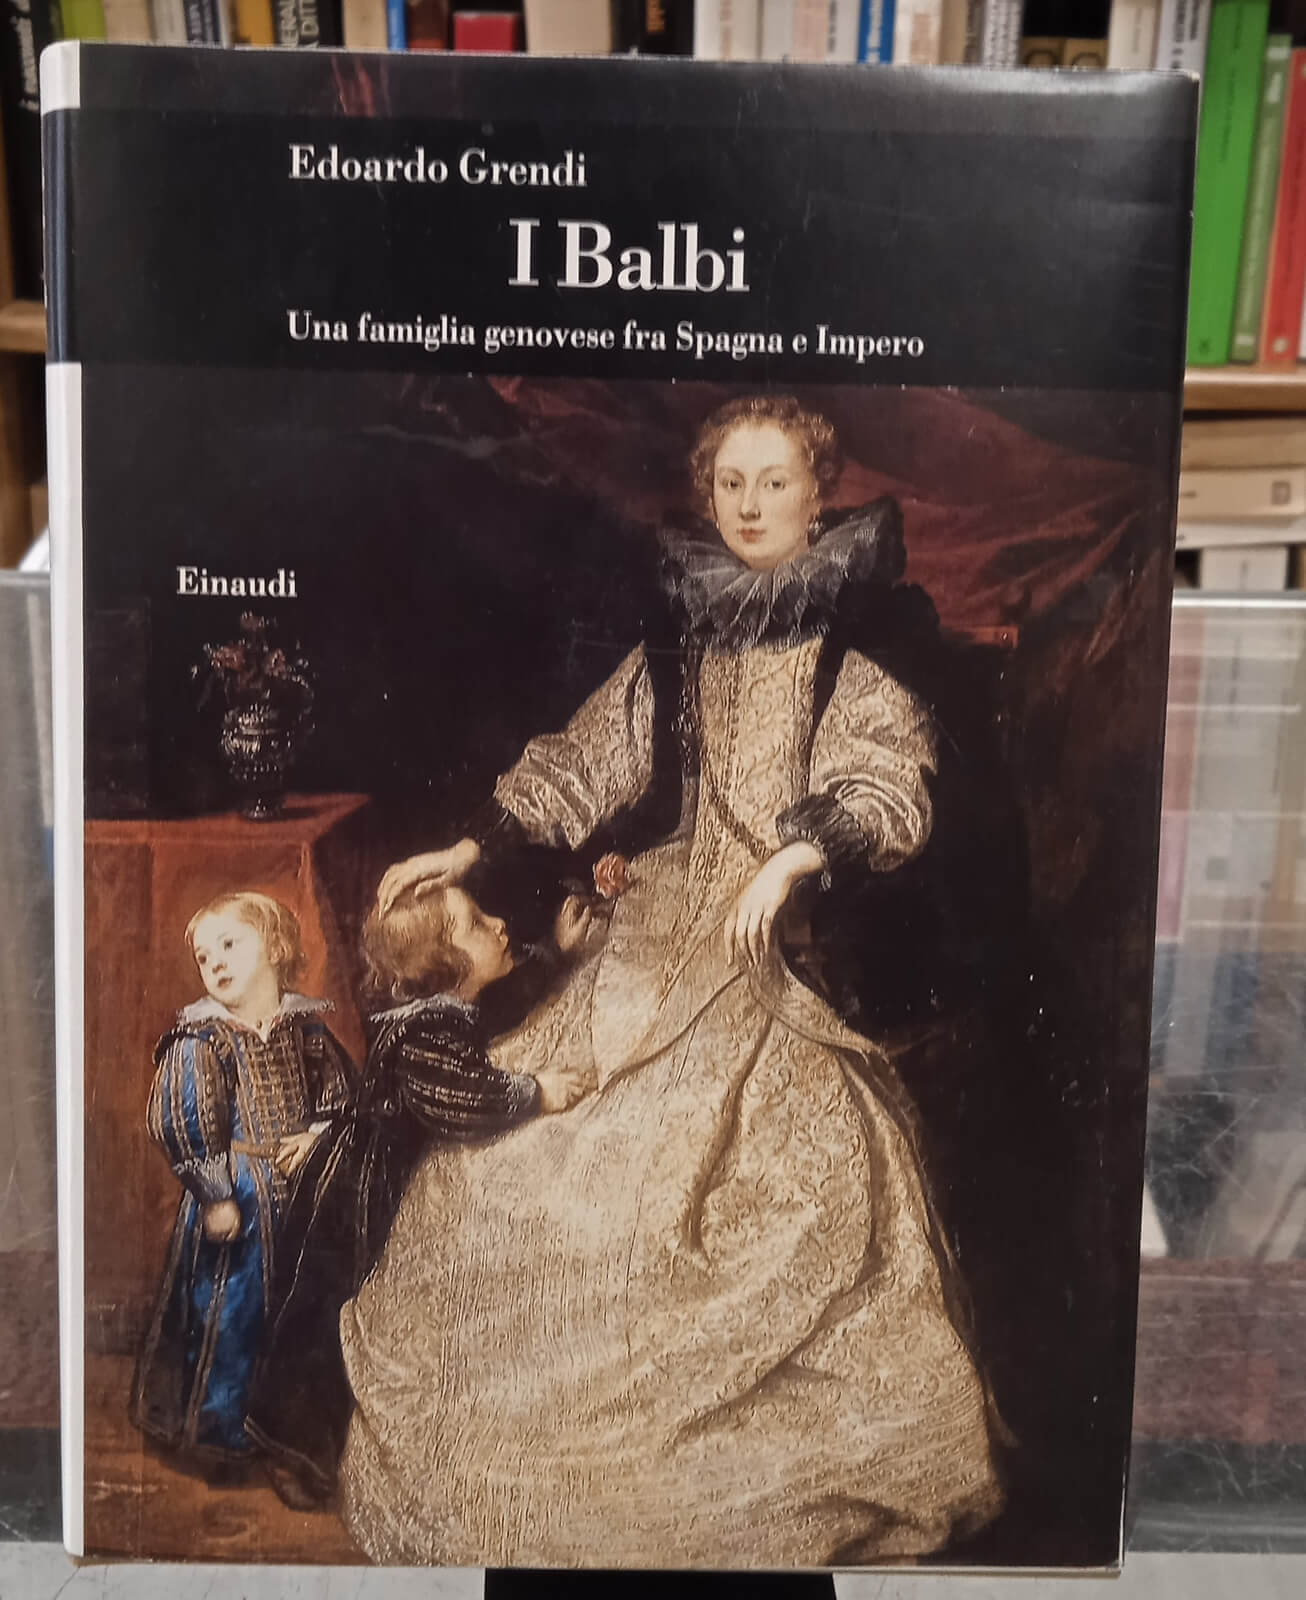 Edoardo Grendi
I Balbi
Una famiglia genovese fra Spagna e Impero
Einaudi